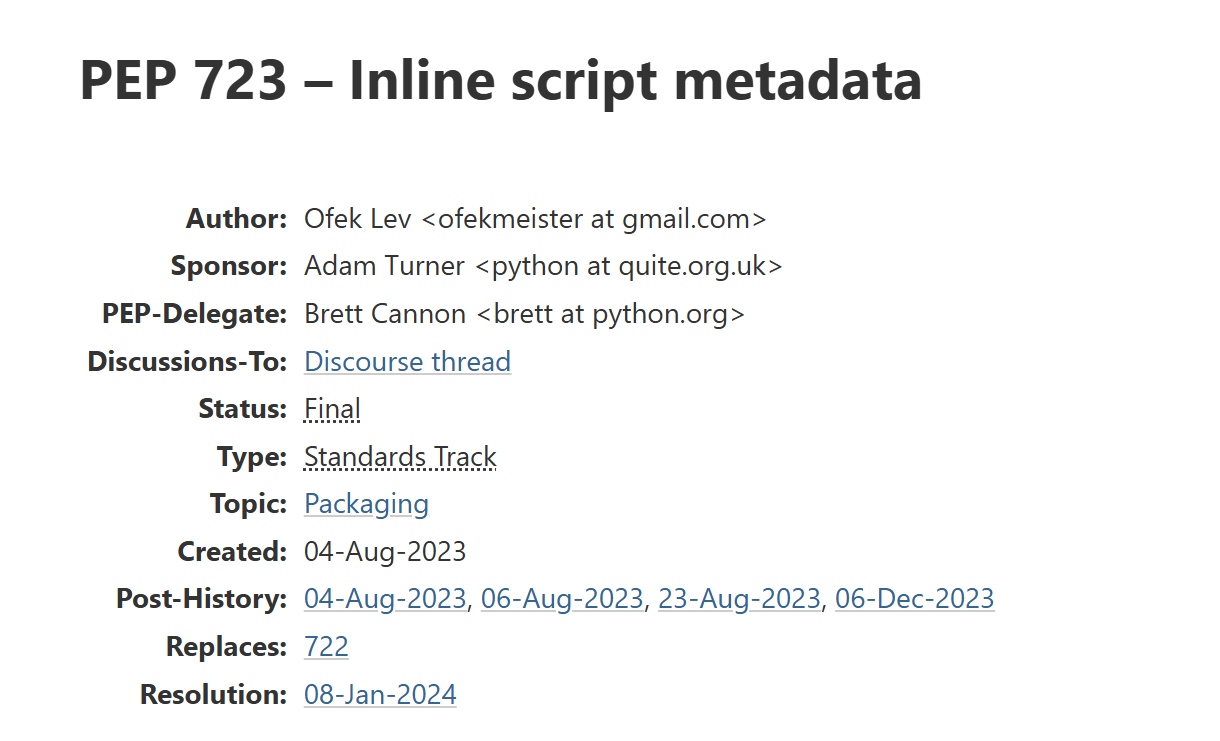 PEP 723 – Inline script metadata
Author: Ofek Lev <ofekmeister at gmail.com>
Sponsor: Adam Turner <python at quite.org.uk>
PEP-Delegate: Brett Cannon <brett at python.org>
Discussions-To: Discourse thread
Status: Final
Type: Standards Track
Topic: Packaging
Created: 04-Aug-2023
Post-History: 04-Aug-2023, 06-Aug-2023, 23-Aug-2023, 06-Dec-2023
Replaces: 722
Resolution: 08-Jan-2024